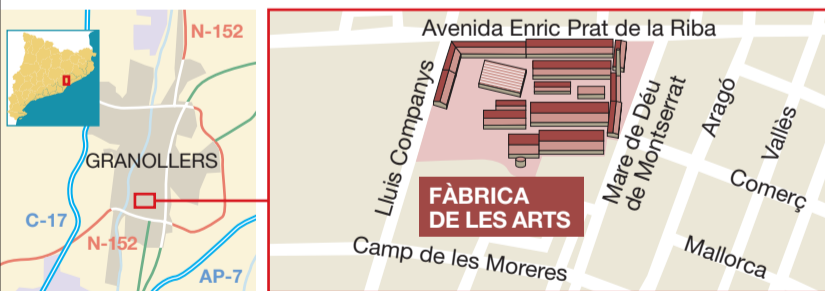 N-152
GRANOLLERS
C-17
N-152
AP-7
Avenida Enric Prat de la Riba
Lluis Companys
Mare de Déu
de Montserrat
Aragó
Vallès
Comerç
FÀBRICA
DE LES ARTS
Camp de les Moreres
Mallorca